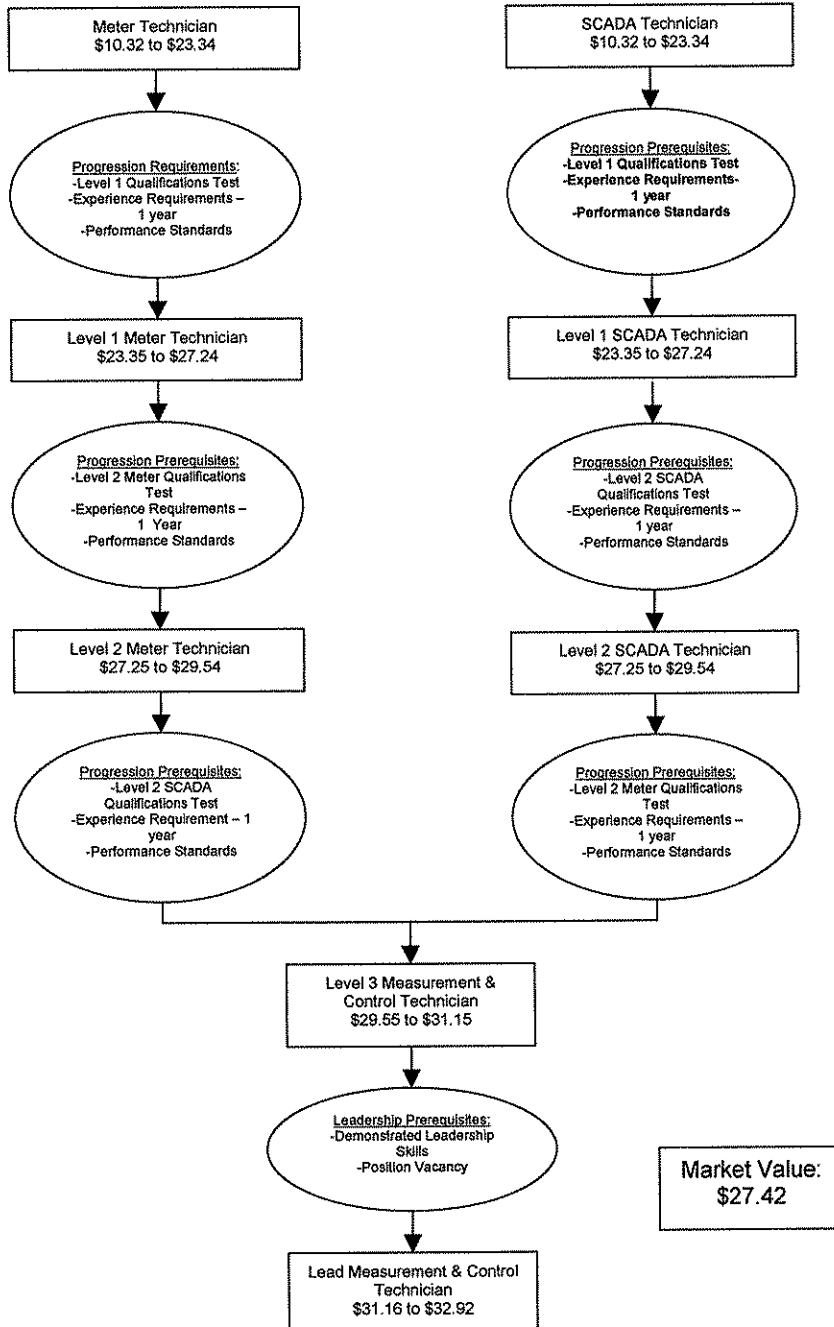 Meter Technician
$10.32 to $23.34
SCADA Technician
$10.32 to $23.34
Progression Requirements:
-Level 1 Qualifications Test
-Experience Requirements –
1 year
-Performance Standards
Progression Prerequisites:
-Level 1 Qualifications Test
-Experience Requirements-
1 year
-Performance Standards
Level 1 Meter Technician
$23.35 to $27.24
Level 1 SCADA Technician
$23.35 to $27.24
Progression Prerequisites:
-Level 2 Meter Qualifications
Test
-Experience Requirements –
1 Year
-Performance Standards
Progression Prerequisites:
-Level 2 SCADA
Qualifications Test
-Experience Requirements –
1 year
-Performance Standards
Level 2 Meter Technician
$27.25 to $29.54
Level 2 SCADA Technician
$27.25 to $29.54
Progression Prerequisites:
-Level 2 SCADA
Qualifications Test
-Experience Requirement – 1
year
-Performance Standards
Progression Prerequisites:
-Level 2 Meter Qualifications
Test
-Experience Requirements –
1 year
-Performance Standards
Level 3 Measurement &
Control Technician
$29.55 to $31.15
Leadership Prerequisites:
-Demonstrated Leadership
Skills
-Position Vacancy
Market Value:
$27.42
Lead Measurement & Control
Technician
$31.16 to $32.92